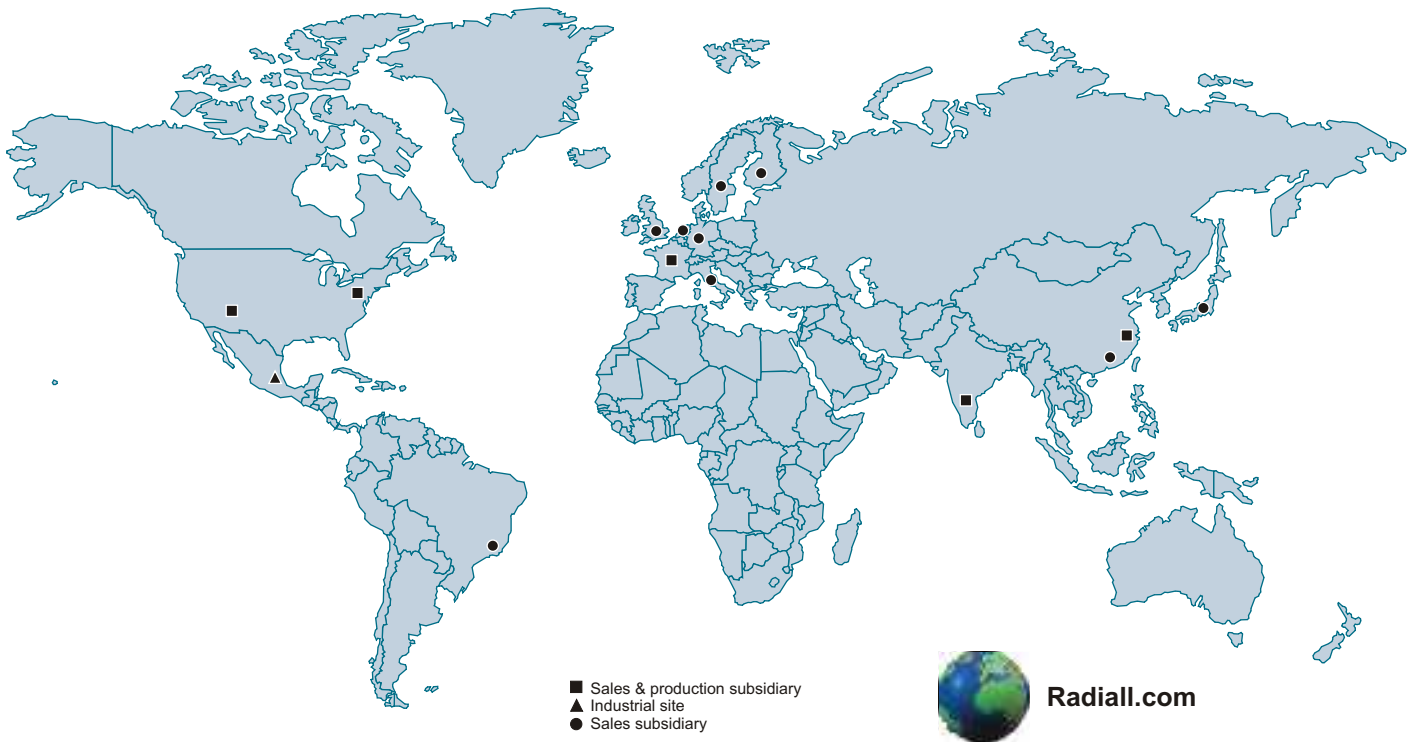 Sales & production subsidiary
Industrial site
Sales subsidiary
Radiall.com